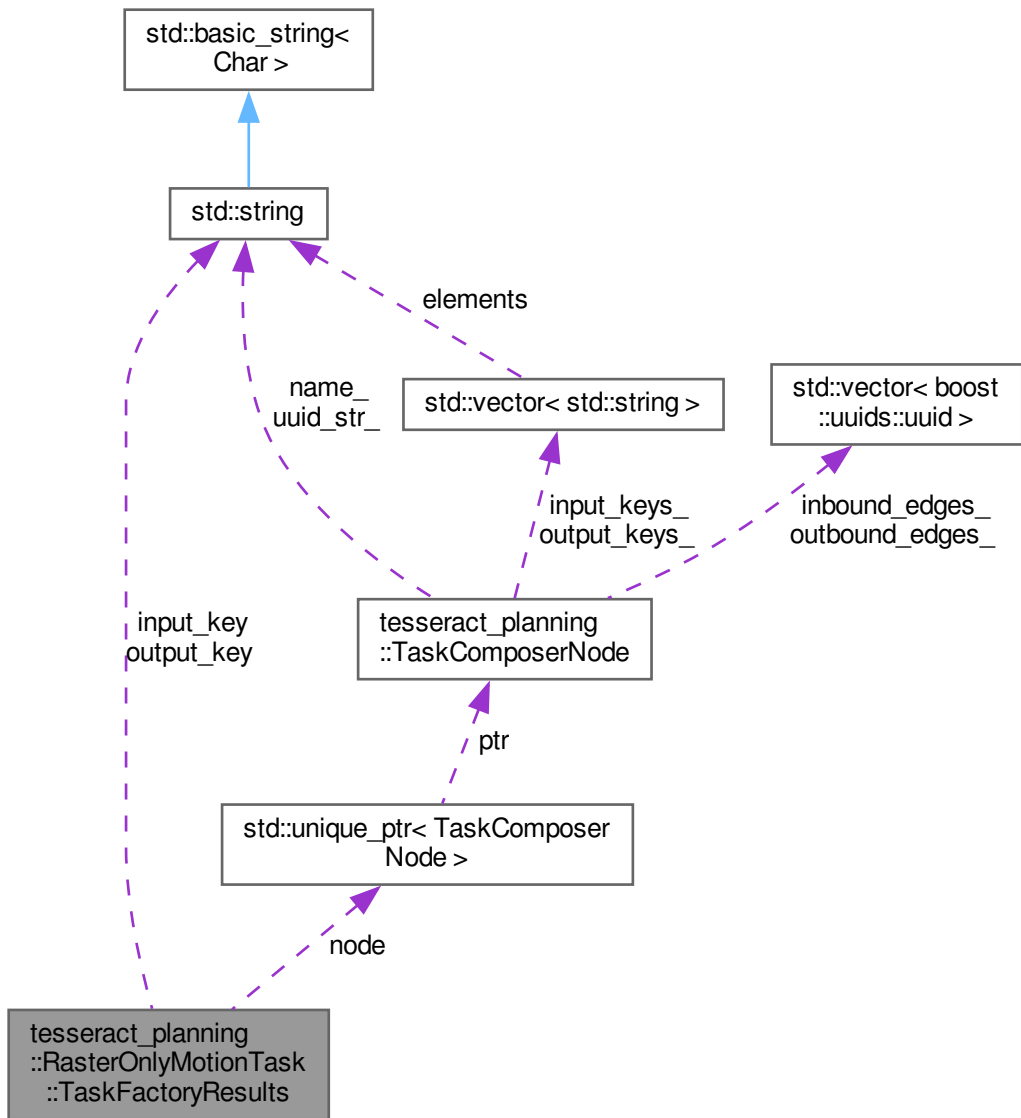 std::basic_string<
Char >
std::string
elements
name_
uuid_str_
std::vector< std::string >
std::vector< boost
::uuids::uuid >
input_keys_
output_keys_
inbound_edges_
outbound_edges_
input_key
output_key
tesseract_planning
::TaskComposerNode
ptr
std::unique_ptr< TaskComposer
Node >
node
tesseract_planning
::RasterOnlyMotionTask
::TaskFactoryResults